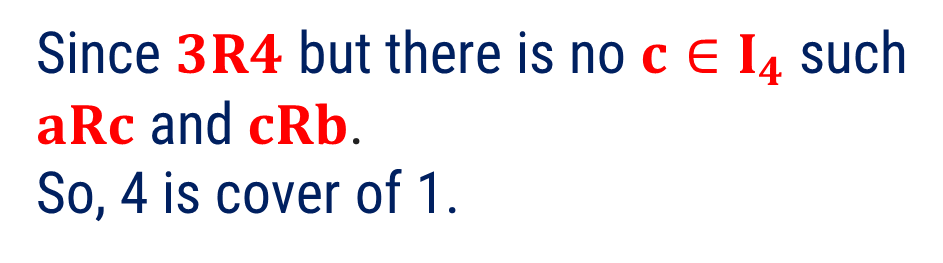 Since 𝟑𝐑𝟒 but there is no 𝐜 ∈ 𝐈₄ such
𝐚𝐑𝐜 and 𝐜𝐑𝐛.
So, 4 is cover of 1.